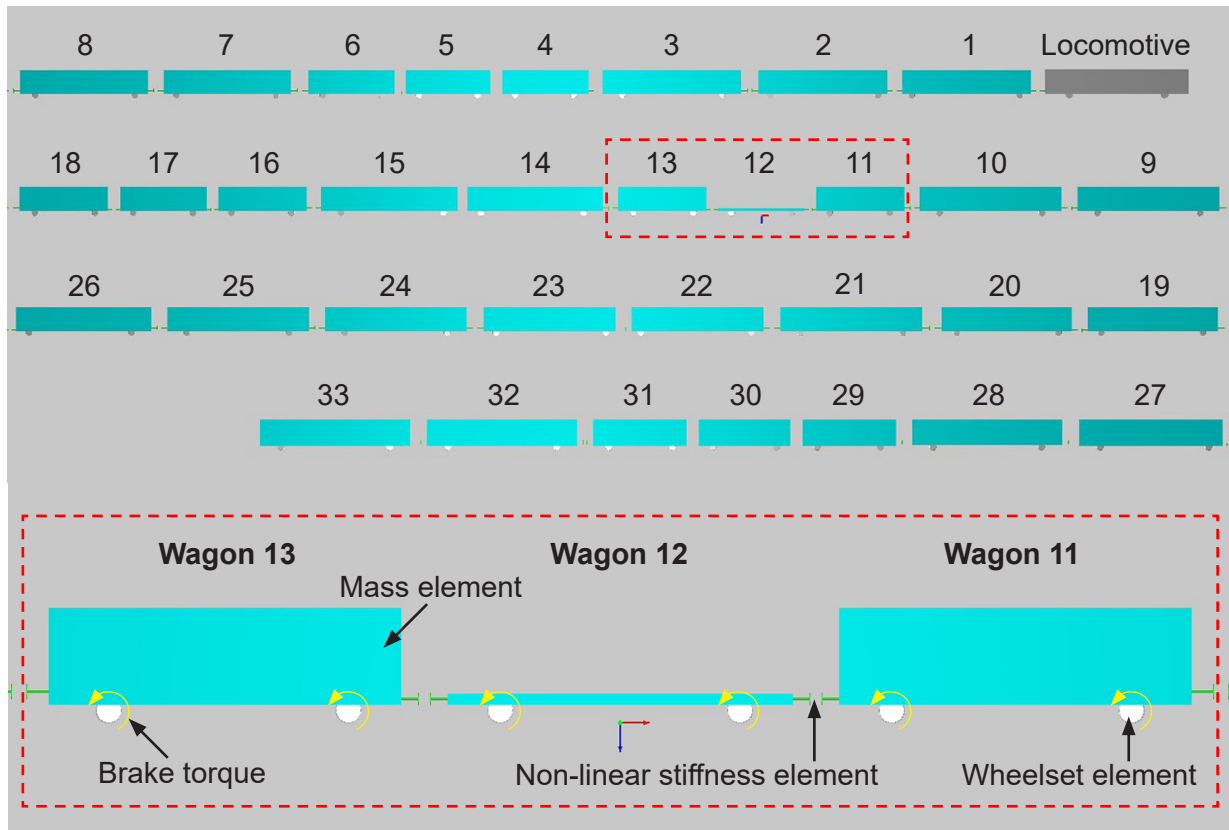 8 7 6 5 4 3 2 1 Locomotive
18 17 16 15 14 13 12 11 10 9
26 25 24 23 22 21 20 19
33 32 31 30 29 28 27
Wagon 13 Wagon 12 Wagon 11
Mass element
Brake torque Non-linear stiffness element Wheelset element